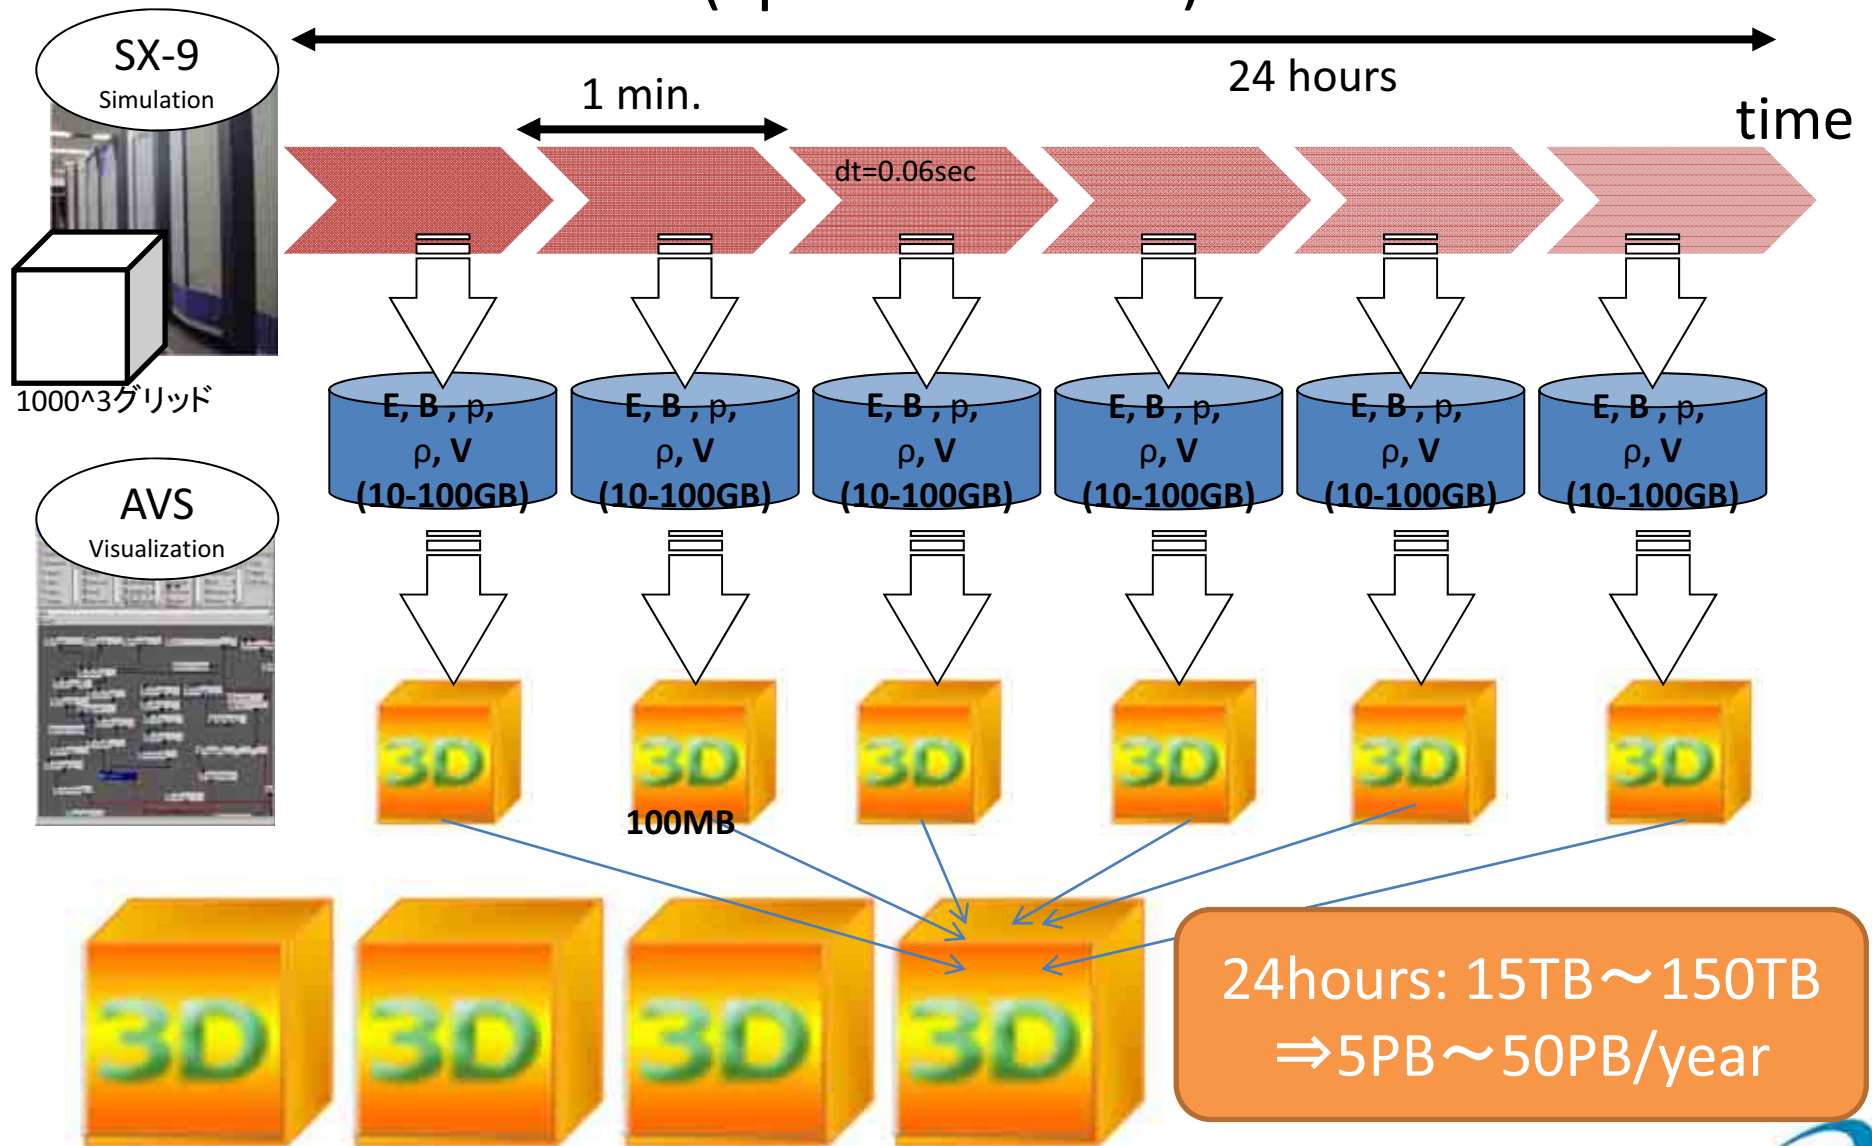 SX-9
Simulation
24 hours
1 min.
time
dt=0.06sec
1000^3グリッド
E, B , p,
ρ, V
(10-100GB)
E, B , p,
ρ, V
(10-100GB)
E, B , p,
ρ, V
(10-100GB)
E, B , p,
ρ, V
(10-100GB)
E, B , p,
ρ, V
(10-100GB)
E, B , p,
ρ, V
(10-100GB)
AVS
Visualization
3D
3D
3D
3D
3D
3D
100MB
3D
3D
3D
3D
24hours: 15TB～150TB
⇒5PB～50PB/year